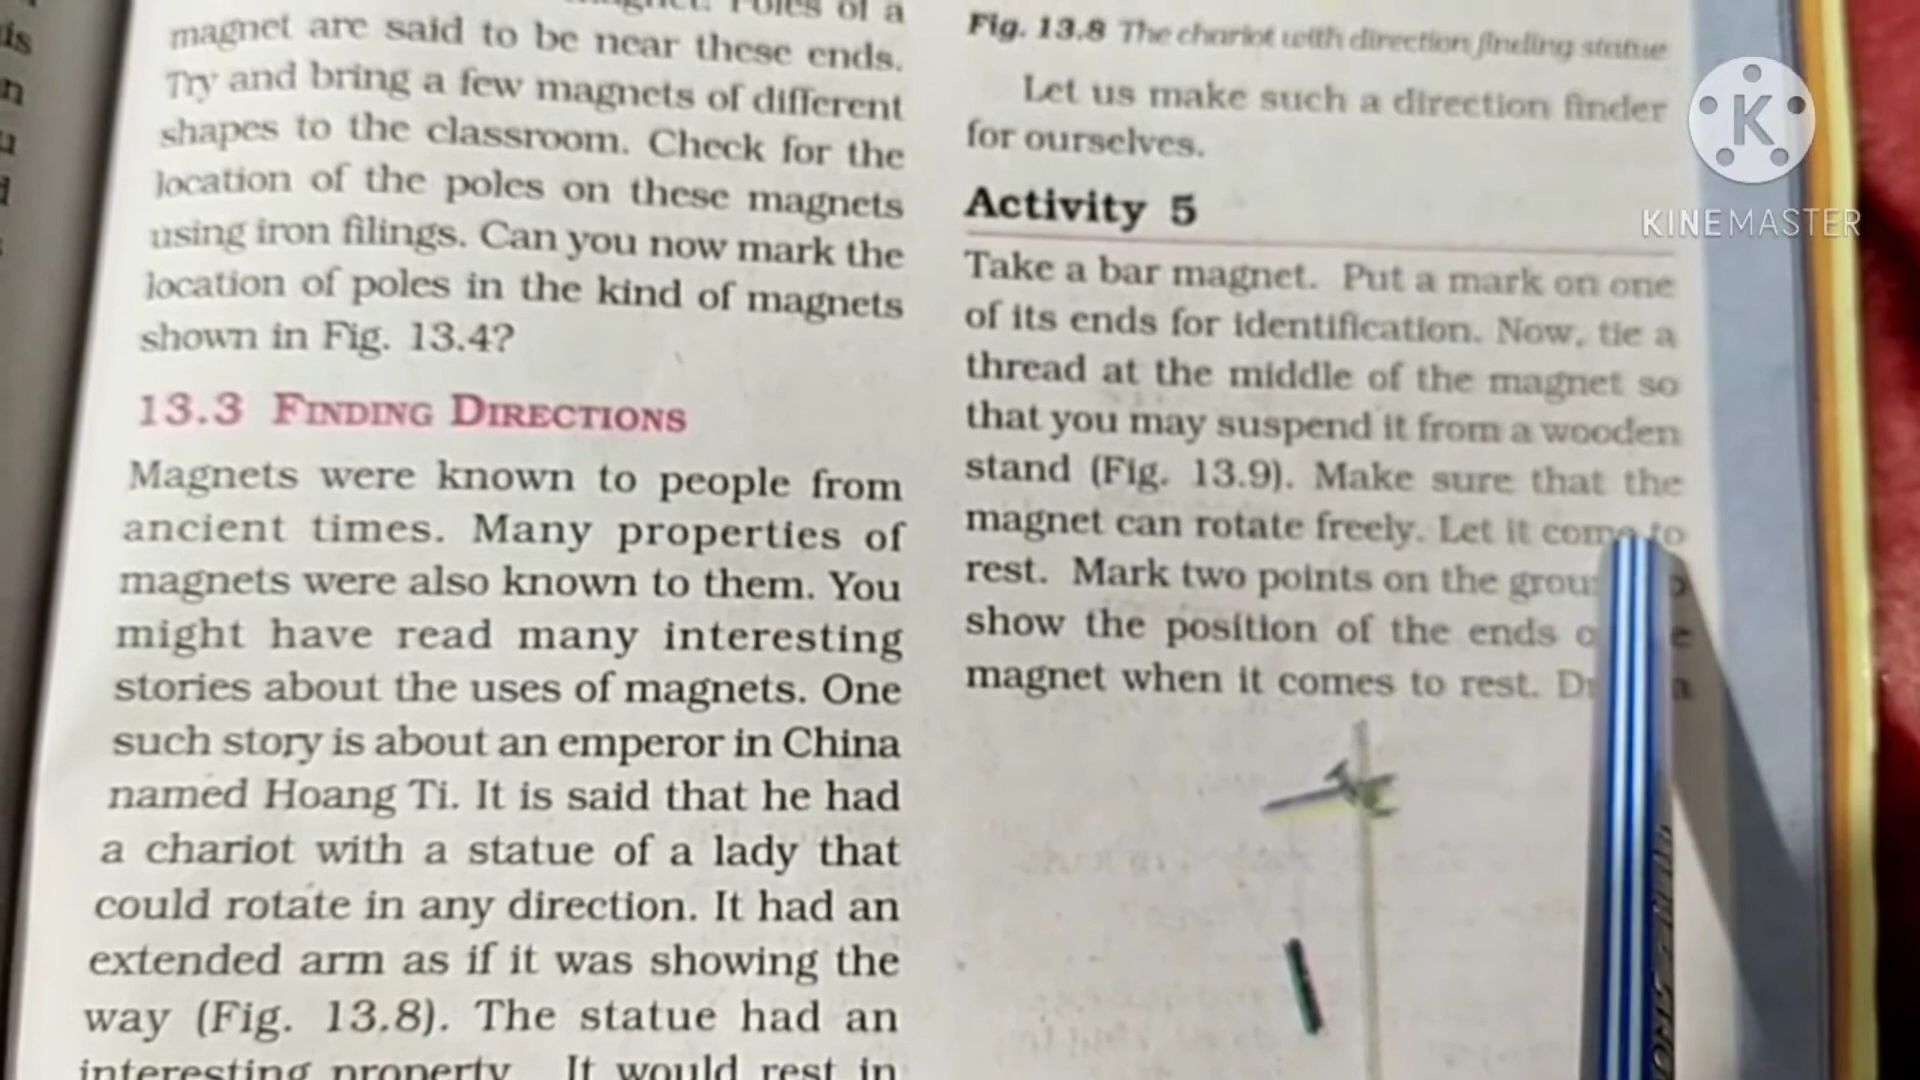 magnet. Poles of a
magnet are said to be near these ends.
Try and bring a few magnets of different
shapes to the classroom. Check for the
location of the poles on these magnets
using iron filings. Can you now mark the
location of poles in the kind of magnets
shown in Fig. 13.4?
13.3 FINDING DIRECTIONS
Magnets were known to people from
ancient times. Many properties of
magnets were also known to them. You
might have read many interesting
stories about the uses of magnets. One
such story is about an emperor in China
named Hoang Ti. It is said that he had
a chariot with a statue of a lady that
could rotate in any direction. It had an
extended arm as if it was showing the
way (Fig. 13.8). The statue had an
interesting property. It would rest in
Fig. 13.8 The chariot with direction finding statue
Let us make such a direction finder
for ourselves.
Activity 5
Take a bar magnet. Put a mark on one
of its ends for identification. Now, tie a
thread at the middle of the magnet so
that you may suspend it from a wooden
stand (Fig. 13.9). Make sure that the
magnet can rotate freely. Let it come to
rest. Mark two points on the
show the position of the ends
magnet when it comes to rest.
K
KINEMASTER